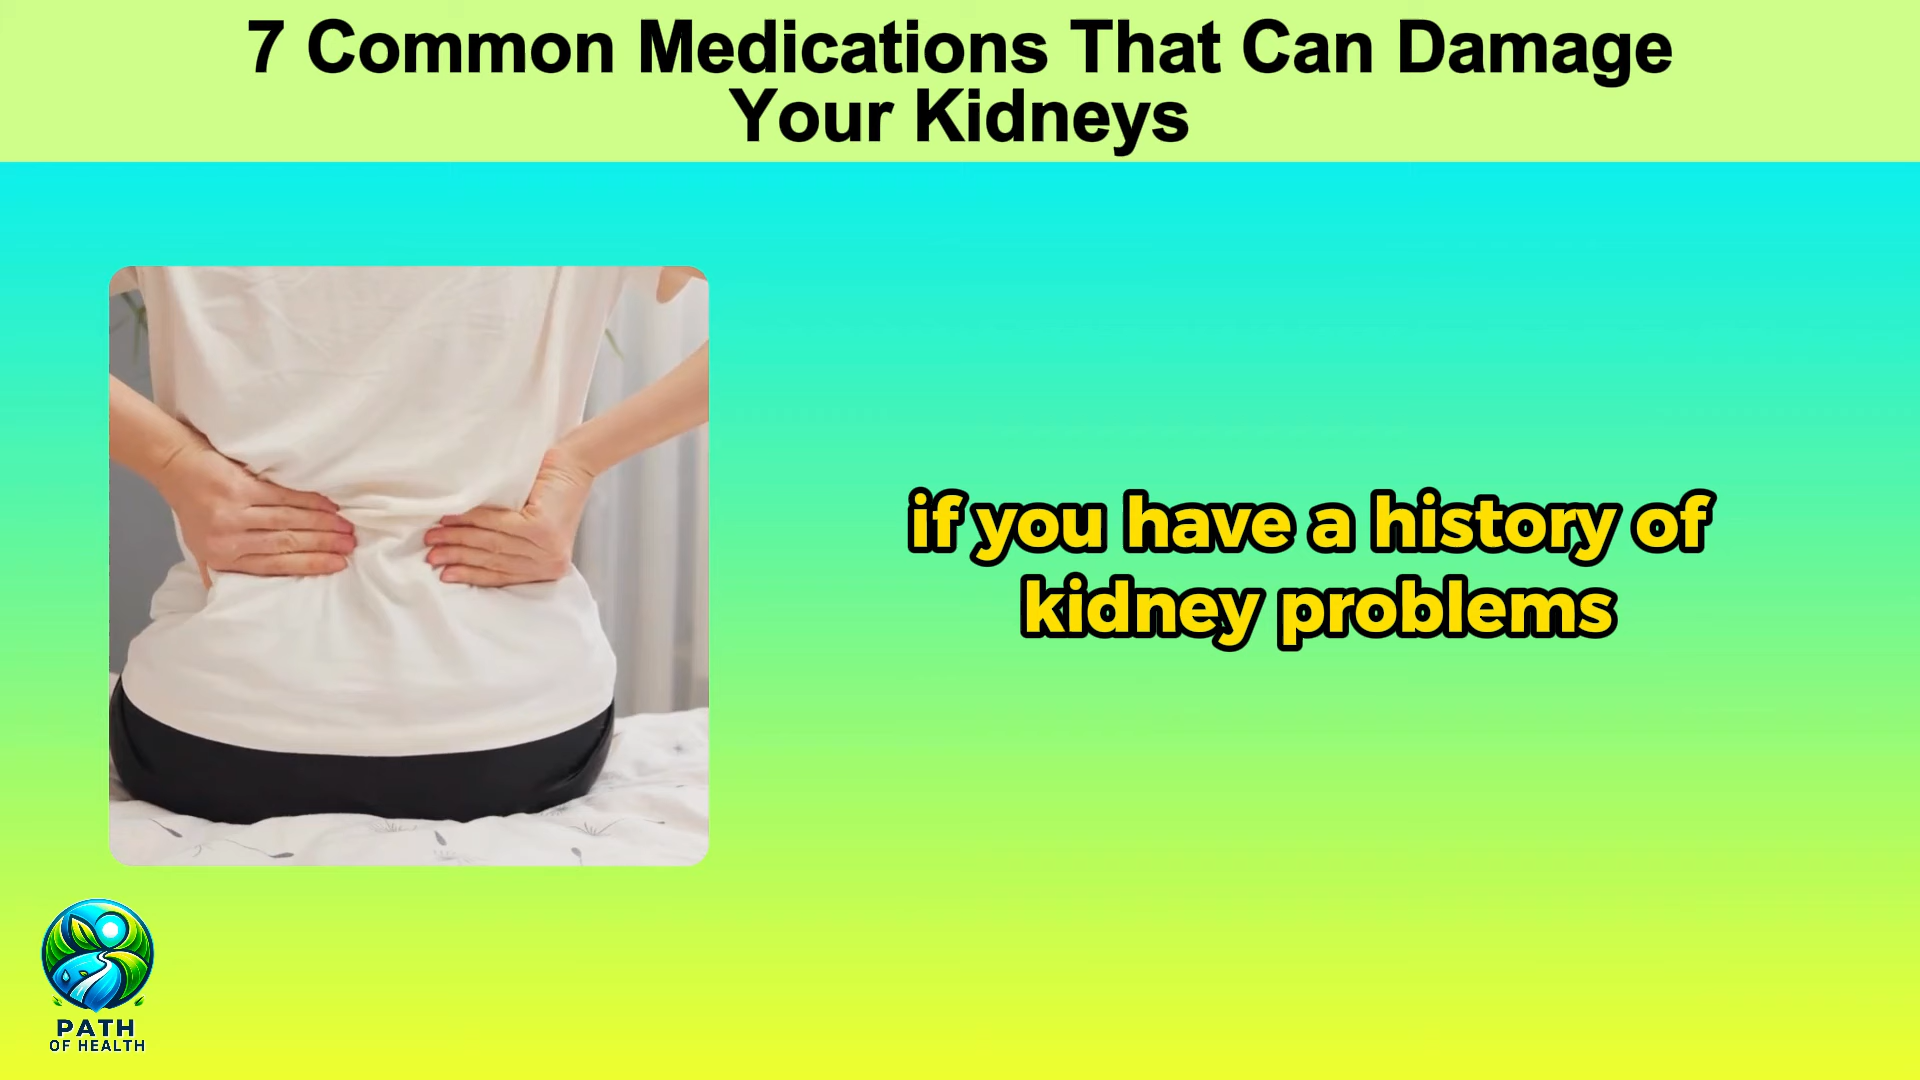 7 Common Medications That Can Damage
Your Kidneys
if you have a history of
kidney problems
PATH
OF HEALTH